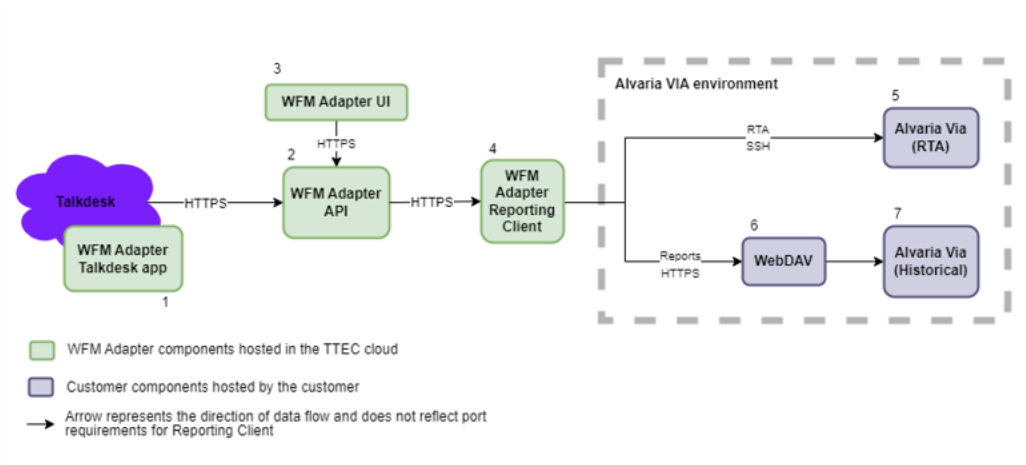 3
WFM Adapter UI
HTTPS
2
WFM Adapter
API
Talkdesk
HTTPS
WFM Adapter
Talkdesk app
1
HTTPS
4
WFM
Adapter
Reporting
Client
Alvaria VIA environment
RTA
SSH
5
Alvaria Via
(RTA)
Reports
HTTPS
6
WebDAV
7
Alvaria Via
(Historical)
WFM Adapter components hosted in the TTEC cloud
Customer components hosted by the customer
Arrow represents the direction of data flow and does not reflect port
requirements for Reporting Client